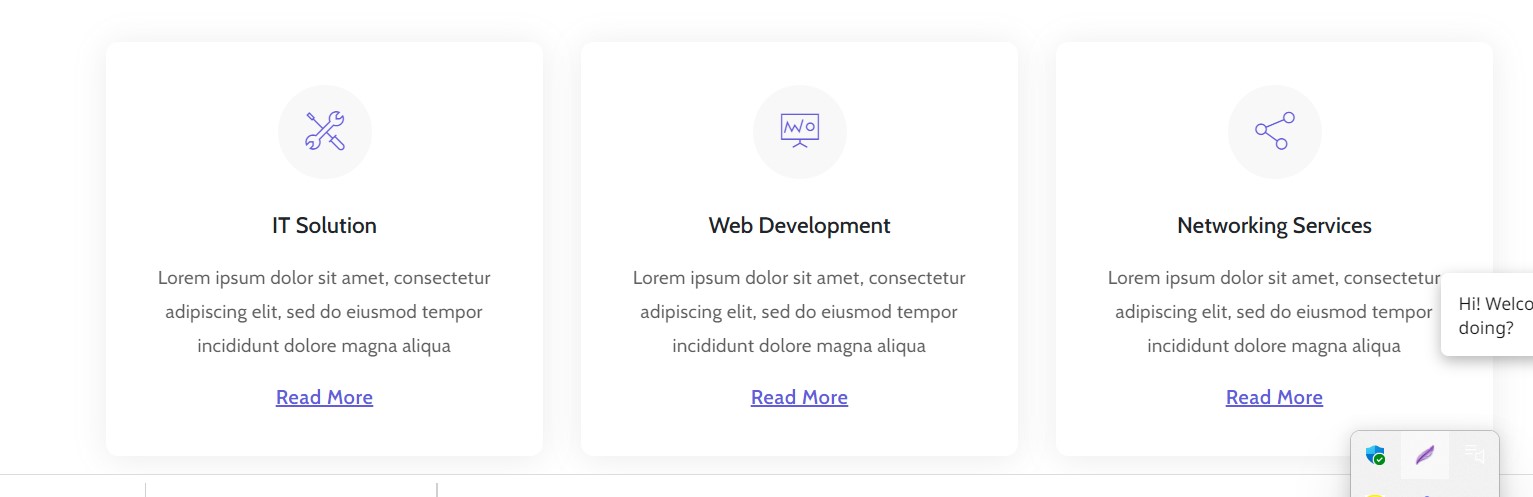 IT Solution
Lorem ipsum dolor sit amet, consectetur
adipiscing elit, sed do eiusmod tempor
incididunt dolore magna aliqua
Read More
Web Development
Lorem ipsum dolor sit amet, consectetur
adipiscing elit, sed do eiusmod tempor
incididunt dolore magna aliqua
Read More
Networking Services
Lorem ipsum dolor sit amet, consectetur
adipiscing elit, sed do eiusmod tempor
incididunt dolore magna aliqua
Read More
Hi! Welco
doing?